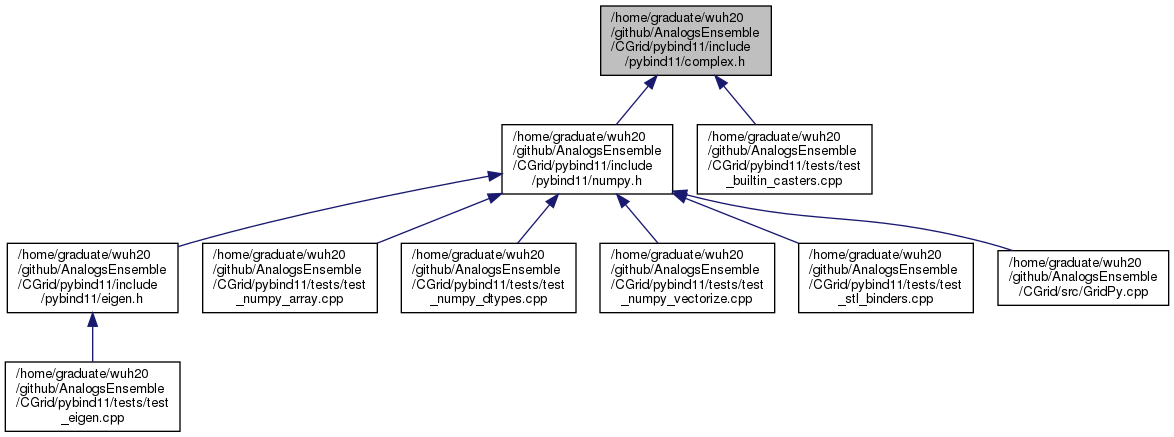 /home/graduate/wuh20
/github/AnalogsEnsemble
/CGrid/pybind11/include
/pybind11/complex.h
/home/graduate/wuh20
/github/AnalogsEnsemble
/CGrid/pybind11/include
/pybind11/numpy.h
/home/graduate/wuh20
/github/AnalogsEnsemble
/CGrid/pybind11/tests/test
_builtin_casters.cpp
/home/graduate/wuh20
/github/AnalogsEnsemble
/CGrid/pybind11/include
/pybind11/eigen.h
/home/graduate/wuh20
/github/AnalogsEnsemble
/CGrid/pybind11/tests/test
_numpy_array.cpp
/home/graduate/wuh20
/github/AnalogsEnsemble
/CGrid/pybind11/tests/test
_numpy_dtypes.cpp
/home/graduate/wuh20
/github/AnalogsEnsemble
/CGrid/pybind11/tests/test
_numpy_vectorize.cpp
/home/graduate/wuh20
/github/AnalogsEnsemble
/CGrid/pybind11/tests/test
_stl_binders.cpp
/home/graduate/wuh20
/github/AnalogsEnsemble
/CGrid/src/GridPy.cpp
/home/graduate/wuh20
/github/AnalogsEnsemble
/CGrid/pybind11/tests/test
_eigen.cpp